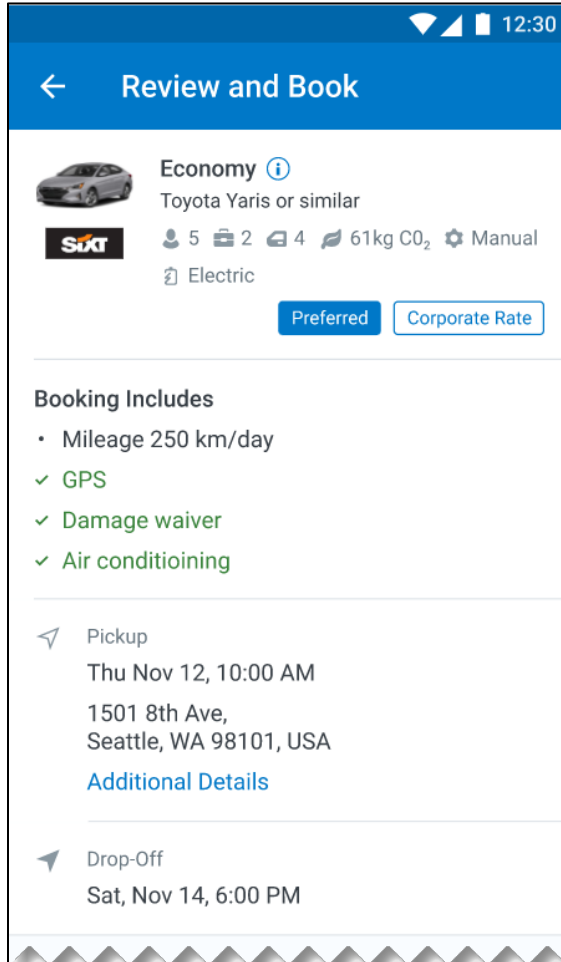 12:30
Review and Book
Economy
Toyota Yaris or similar
SIXT
5 2 4 61kg C0₂ Manual
Electric
Preferred Corporate Rate
Booking Includes
• Mileage 250 km/day
GPS
Damage waiver
Air conditioining
Pickup
Thu Nov 12, 10:00 AM
1501 8th Ave,
Seattle, WA 98101, USA
Additional Details
Drop-Off
Sat, Nov 14, 6:00 PM